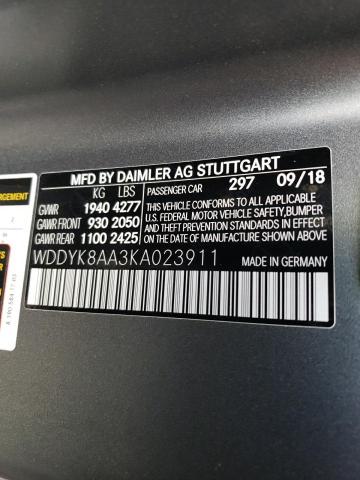 MFD BY DAIMLER AG STUTTGART
KG LBS PASSENGER CAR 297 09/18
GVWR 1940 4277
GAWR FRONT 930 2050
GAWR REAR 1100 2425
THIS VEHICLE CONFORMS TO ALL APPLICABLE
U.S. FEDERAL MOTOR VEHICLE SAFETY, BUMPER
AND THEFT PREVENTION STANDARDS IN EFFECT
ON THE DATE OF MANUFACTURE SHOWN ABOVE.
WDDYK8AA3KA023911 MADE IN GERMANY